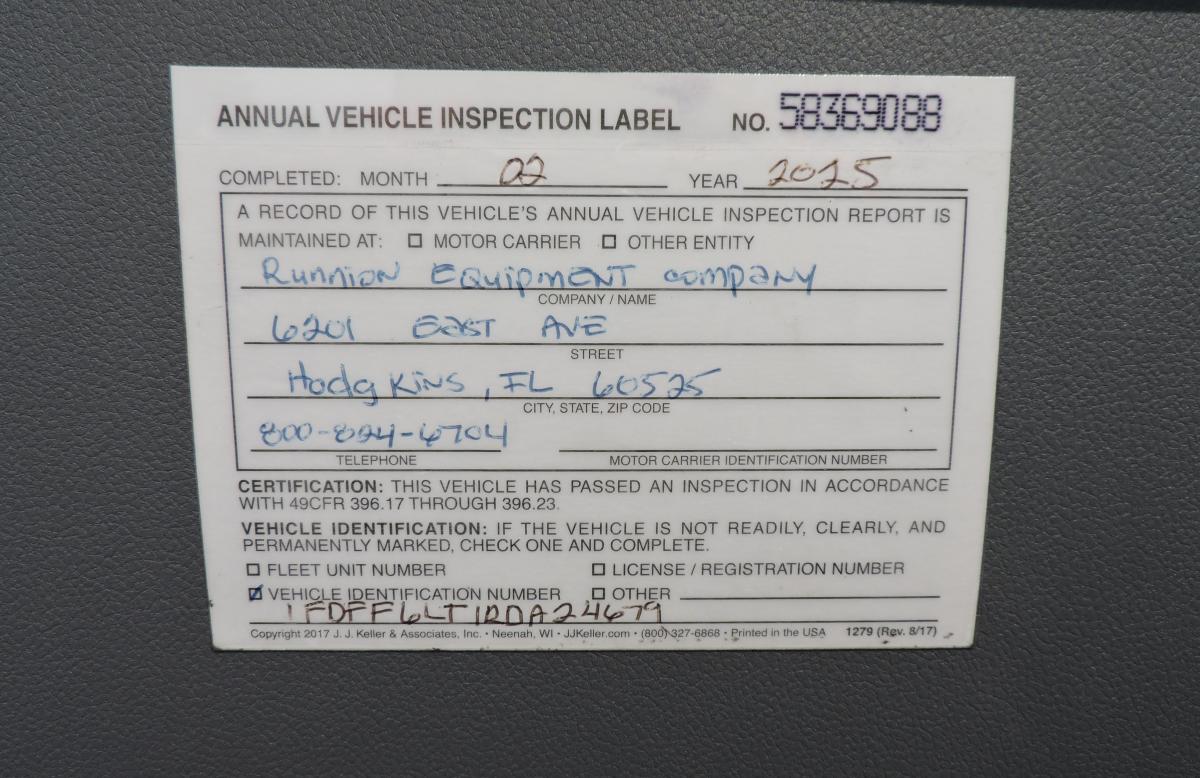 ANNUAL VEHICLE INSPECTION LABEL NO. 58369088
COMPLETED: MONTH 02 YEAR 2025
A RECORD OF THIS VEHICLE'S ANNUAL VEHICLE INSPECTION REPORT IS
MAINTAINED AT: ☐ MOTOR CARRIER ☐ OTHER ENTITY
Runnion EQuipmENT company
COMPANY / NAME
6201 EasT AVE
STREET
HodgKiNS, IL 60525
CITY, STATE, ZIP CODE
800-824-6704
TELEPHONE MOTOR CARRIER IDENTIFICATION NUMBER
CERTIFICATION: THIS VEHICLE HAS PASSED AN INSPECTION IN ACCORDANCE
WITH 49CFR 396.17 THROUGH 396.23.
VEHICLE IDENTIFICATION: IF THE VEHICLE IS NOT READILY, CLEARLY, AND
PERMANENTLY MARKED, CHECK ONE AND COMPLETE.
☐ FLEET UNIT NUMBER ☐ LICENSE / REGISTRATION NUMBER
☑ VEHICLE IDENTIFICATION NUMBER ☐ OTHER
1FDFF6LT1RDA24679
Copyright 2017 J. J. Keller & Associates, Inc. • Neenah, WI • JJKeller.com • (800) 327-6868 • Printed in the USA 1279 (Rev. 8/17)